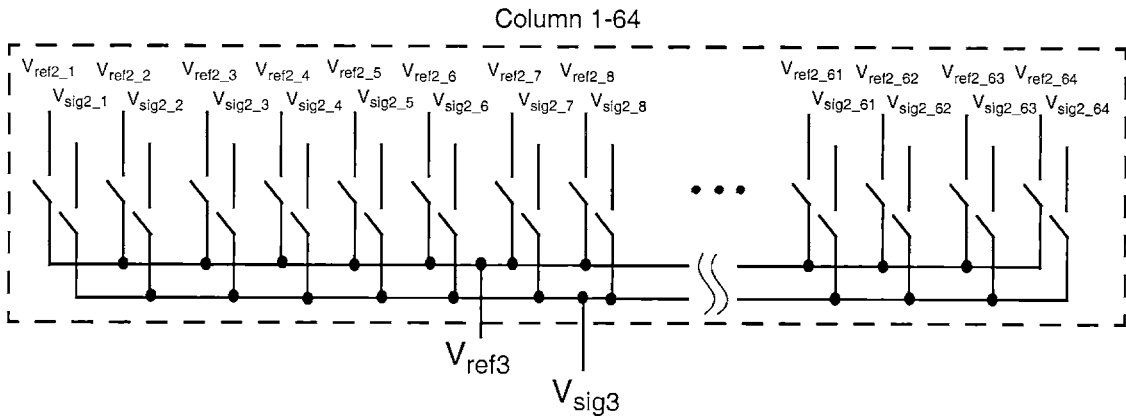 Column 1-64
Vref2_1 Vref2_2 Vref2_3 Vref2_4 Vref2_5 Vref2_6 Vref2_7 Vref2_8 Vref2_61 Vref2_62 Vref2_63 Vref2_64
Vsig2_1 Vsig2_2 Vsig2_3 Vsig2_4 Vsig2_5 Vsig2_6 Vsig2_7 Vsig2_8 Vsig2_61 Vsig2_62 Vsig2_63 Vsig2_64
Vref3
Vsig3